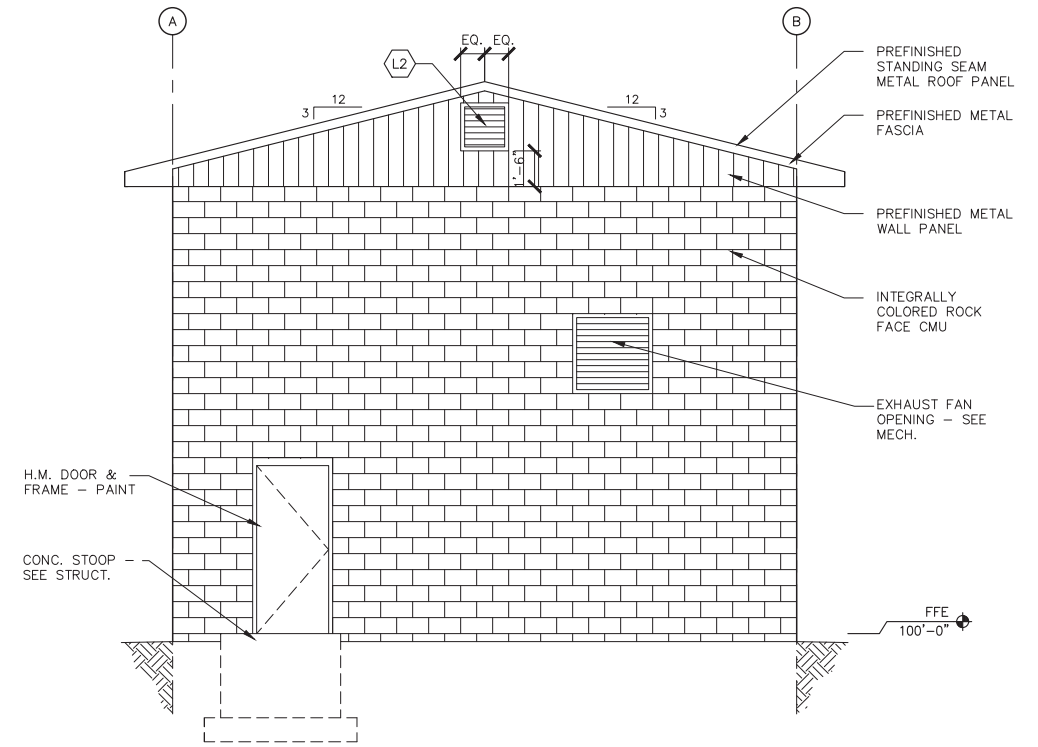 A
B
EQ. EQ.
L2
12
3
12
3
1'-6"
PREFINISHED
STANDING SEAM
METAL ROOF PANEL
PREFINISHED METAL
FASCIA
PREFINISHED METAL
WALL PANEL
INTEGRALLY
COLORED ROCK
FACE CMU
EXHAUST FAN
OPENING – SEE
MECH.
H.M. DOOR &
FRAME – PAINT
CONC. STOOP –
SEE STRUCT.
FFE
100'-0"